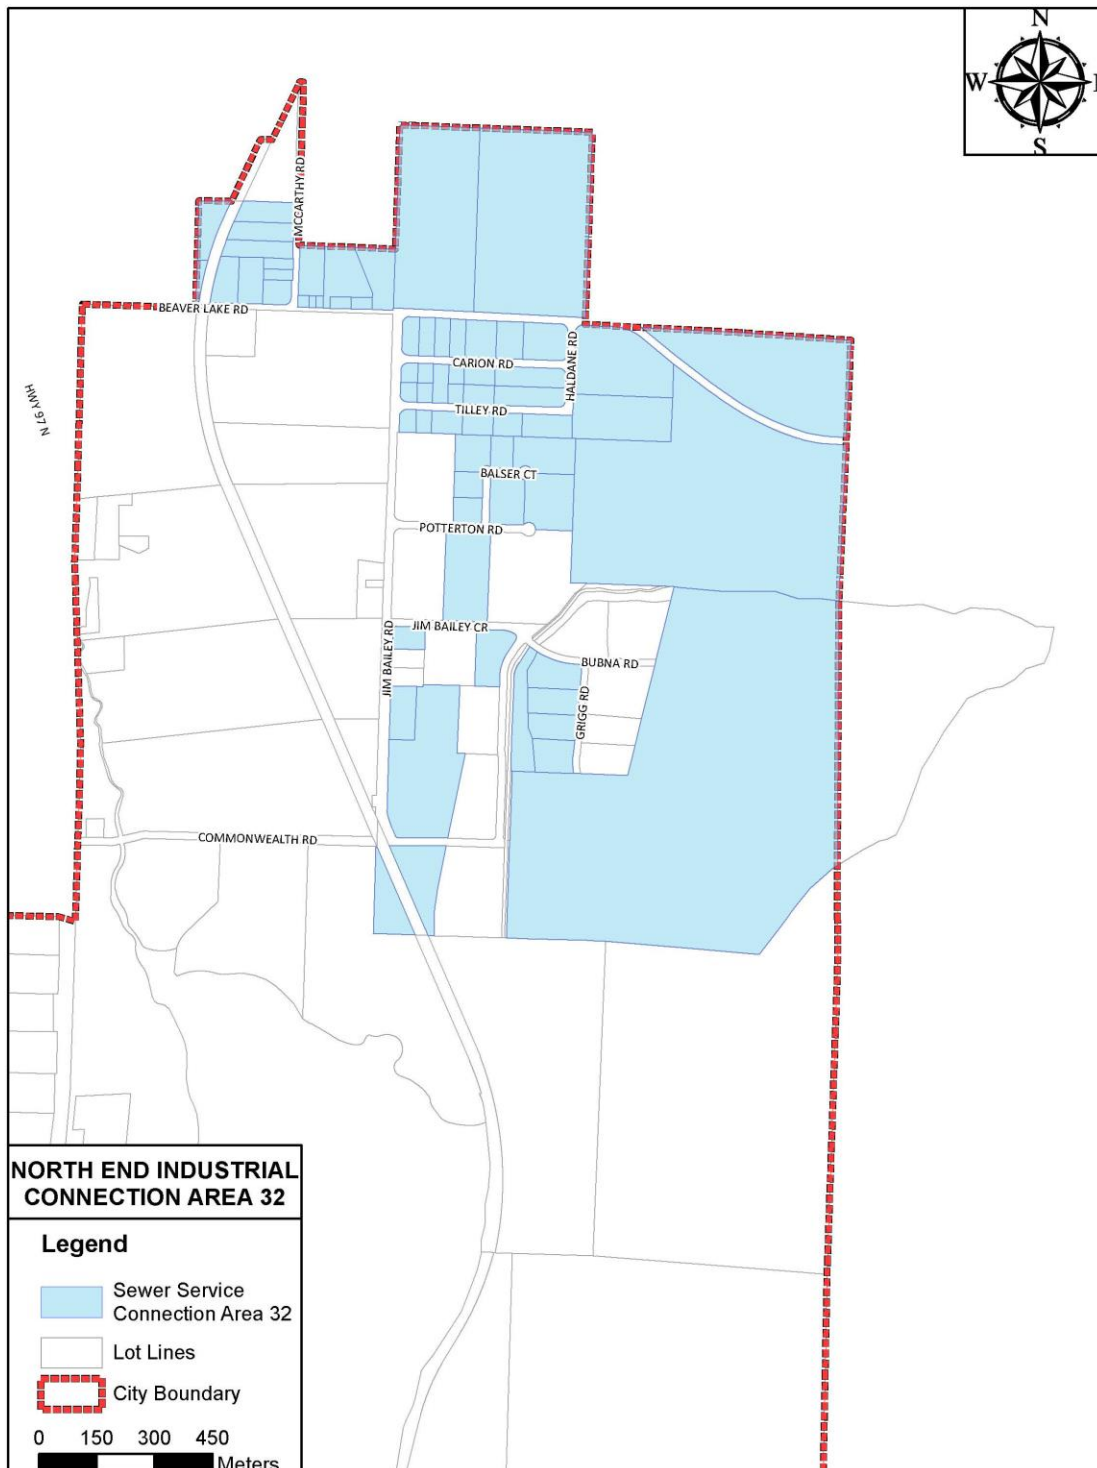 N
W
S
MCCARTHY RD
BEAVER LAKE RD
HWY 97 N
CARION RD
HALDANE RD
TILLEY RD
BALSER CT
POTTERTON RD
JIM BAILEY CR
JIM BAILEY RD
BUBNA RD
GRIGG RD
COMMONWEALTH RD
NORTH END INDUSTRIAL
CONNECTION AREA 32
Legend
Sewer Service
Connection Area 32
Lot Lines
City Boundary
0 150 300 450
Meters